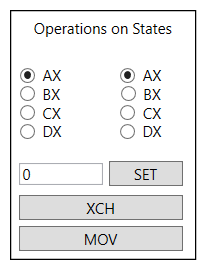 Operations on States
AX AX
BX BX
CX CX
DX DX
0 SET
XCH
MOV